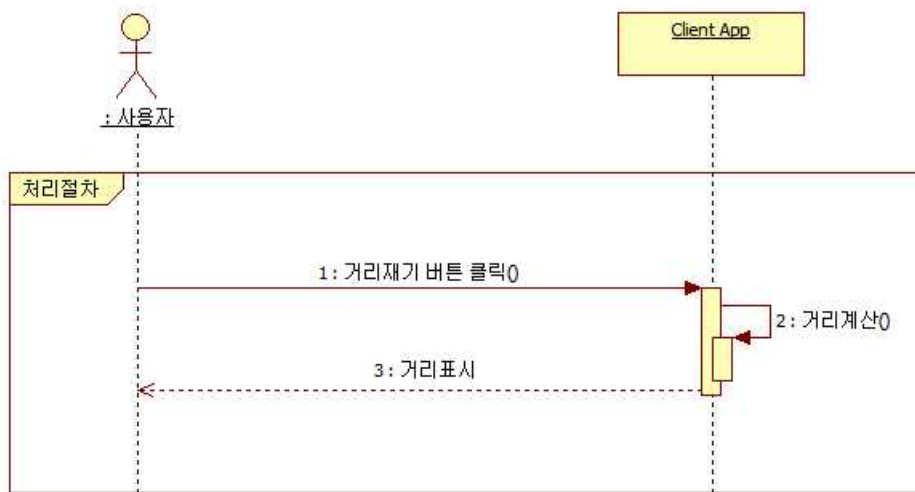 Client App
: 사용자
처리절차
1 : 거리재기 버튼 클릭()
2 : 거리계산()
3 : 거리표시